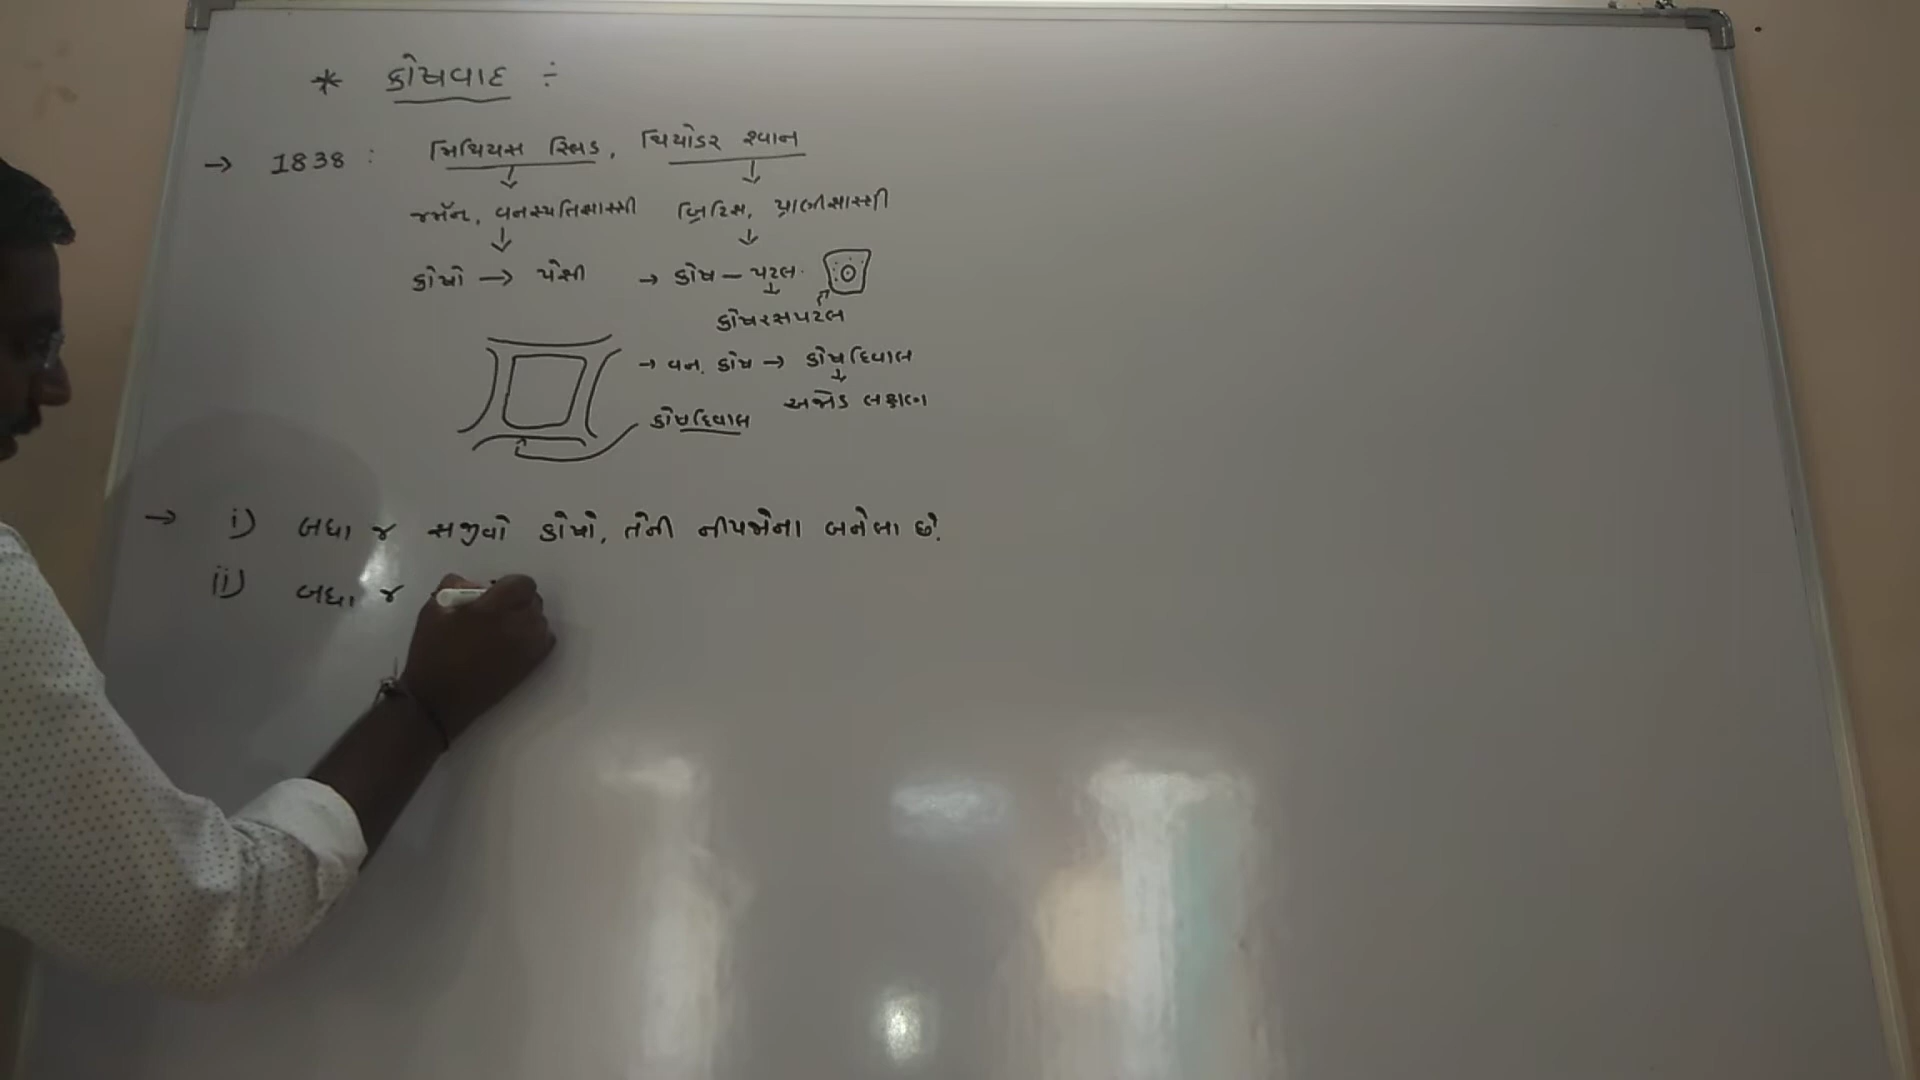 * કોષવાદ ÷
→ 1838 : મિથિયસ સ્લિડ, થિયોડર શ્વાન
જર્મન, વનસ્પતિશાસ્ત્રી બ્રિટિસ, પ્રાણીશાસ્ત્રી
કોષો → પેશી → કોષ – પટલ
કોષરસપટલ
→ વન. કોષ → કોષદિવાલ
અજોડ લક્ષણ
કોષદિવાલ
→ i) બધા જ સજીવો કોષો, તેની નીપજોના બનેલા છે.
ii) બધા જ